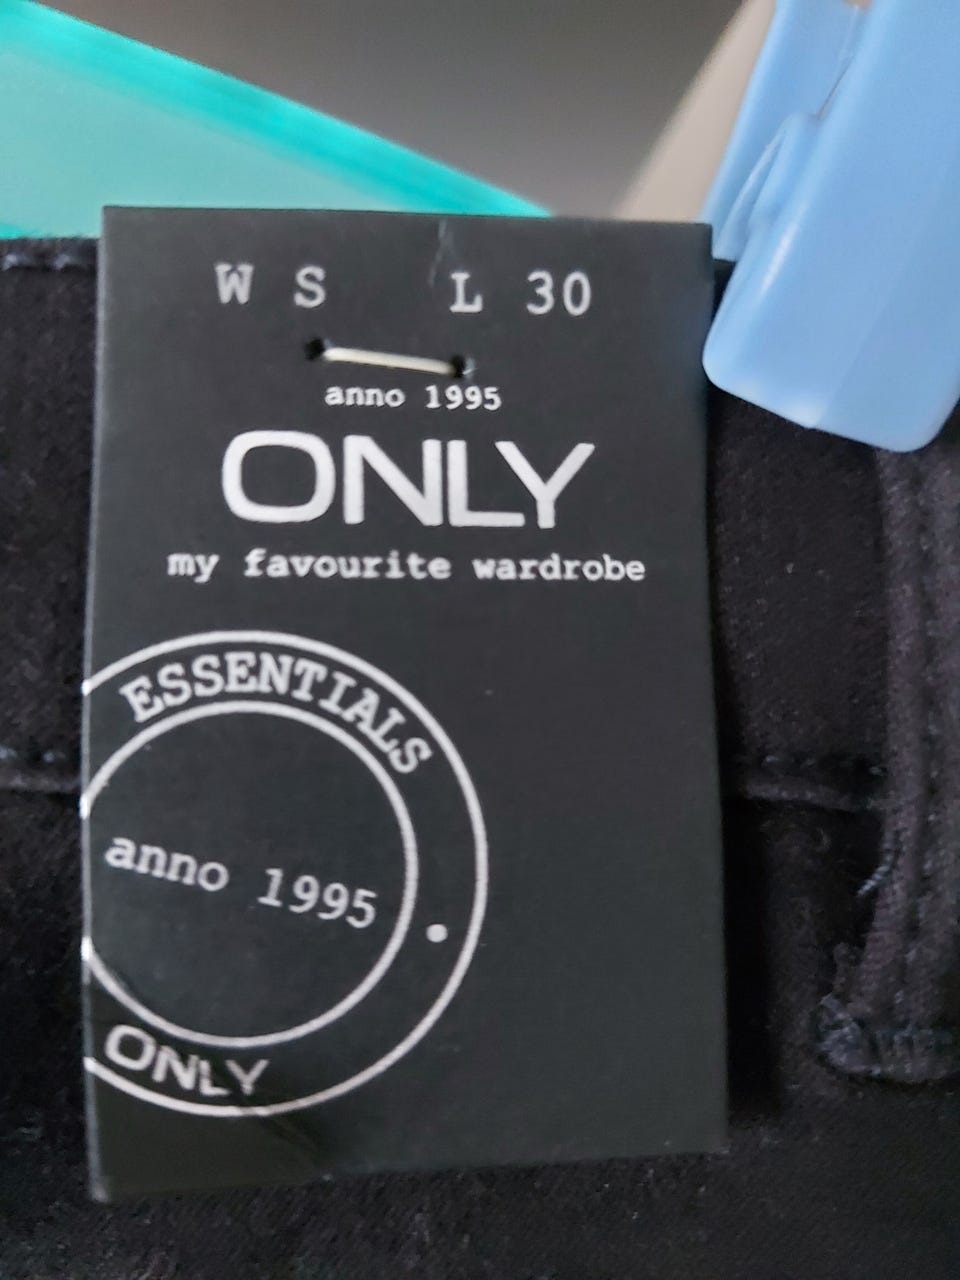 W S L 30
anno 1995
ONLY
my favourite wardrobe
ESSENTIALS
anno 1995
ONLY